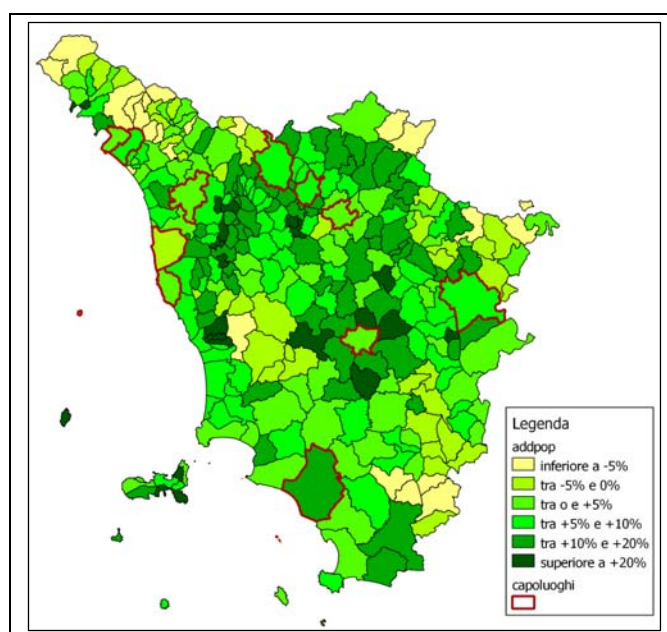 Legenda
addpop
inferiore a -5%
tra -5% e 0%
tra o e +5%
tra +5% e +10%
tra +10% e +20%
superiore a +20%
capoluoghi